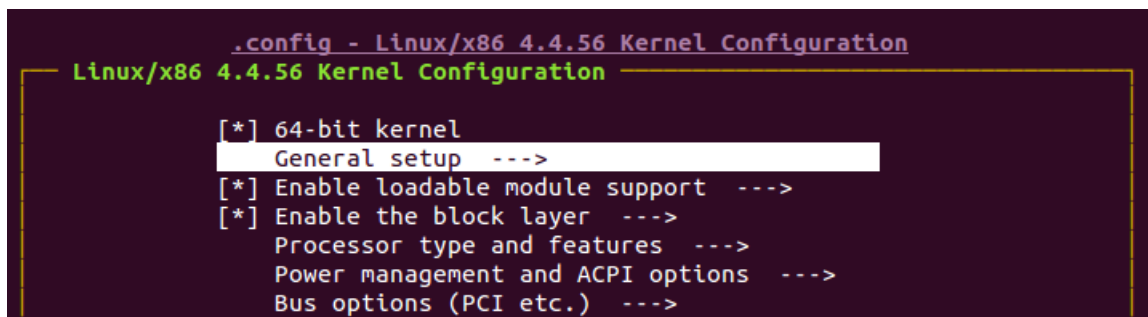 .config - Linux/x86 4.4.56 Kernel Configuration
Linux/x86 4.4.56 Kernel Configuration
[*] 64-bit kernel
General setup --->
[*] Enable loadable module support --->
[*] Enable the block layer --->
Processor type and features --->
Power management and ACPI options --->
Bus options (PCI etc.) --->